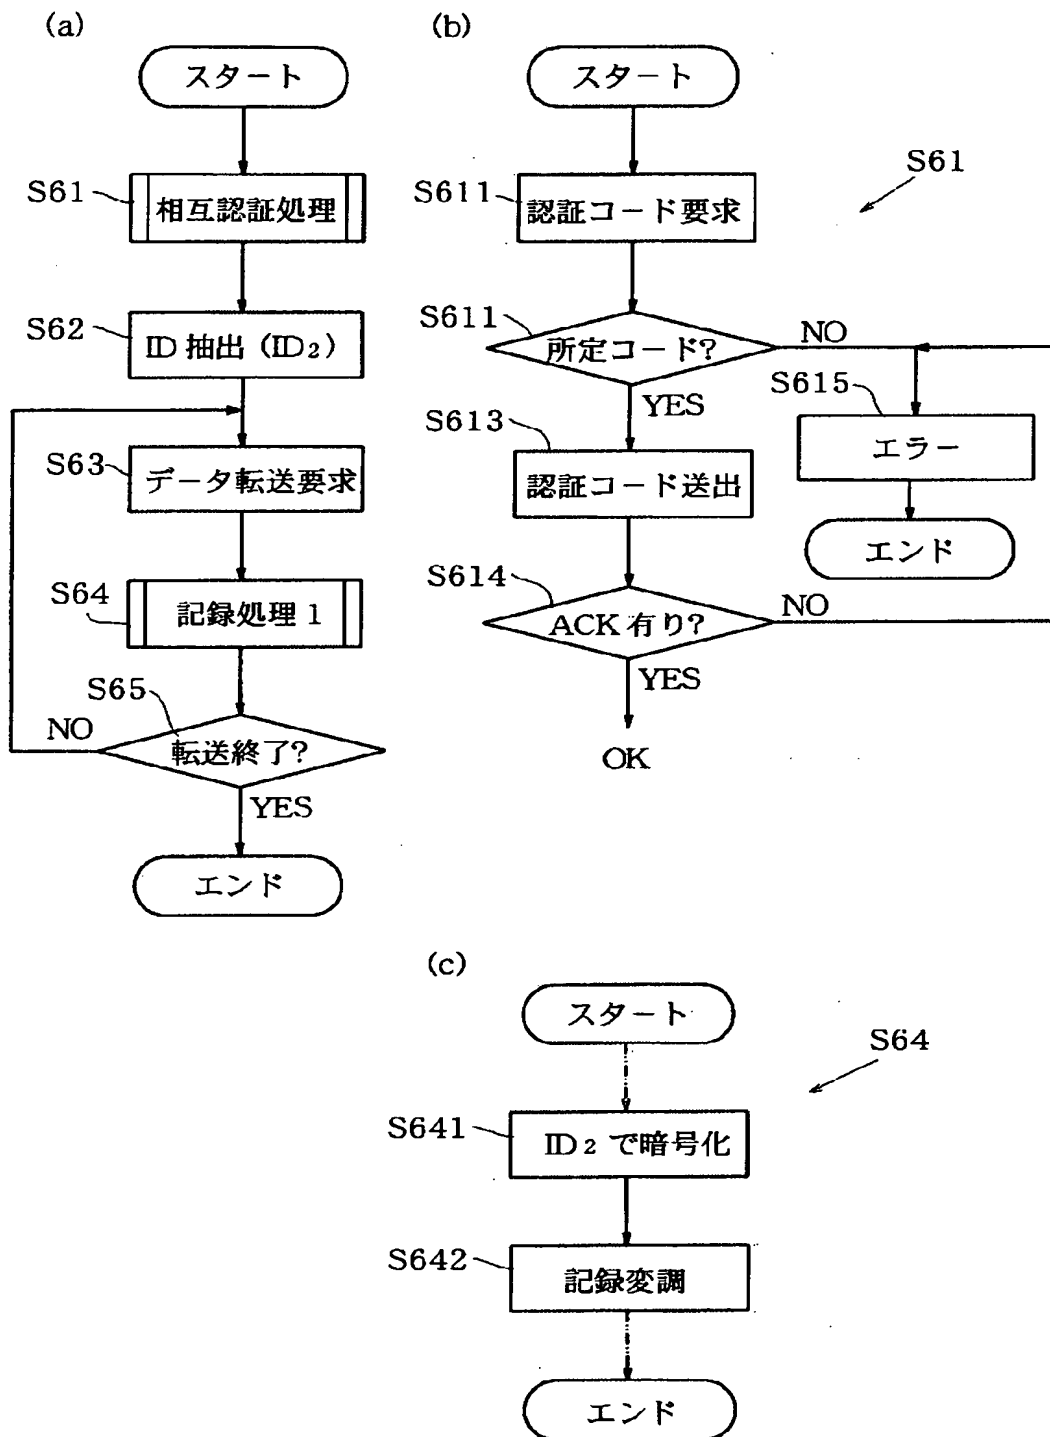 (a)
スタート
S61
相互認証処理
S62
ID 抽出 (ID₂)
S63
データ転送要求
S64
記録処理 1
S65
NO
転送終了?
YES
エンド
(b)
スタート
S61
S611
認証コード要求
S611
所定コード?
NO
YES
S615
エラー
エンド
S613
認証コード送出
S614
ACK 有り?
NO
YES
OK
(c)
スタート
S64
S641
ID₂ で暗号化
S642
記録変調
エンド